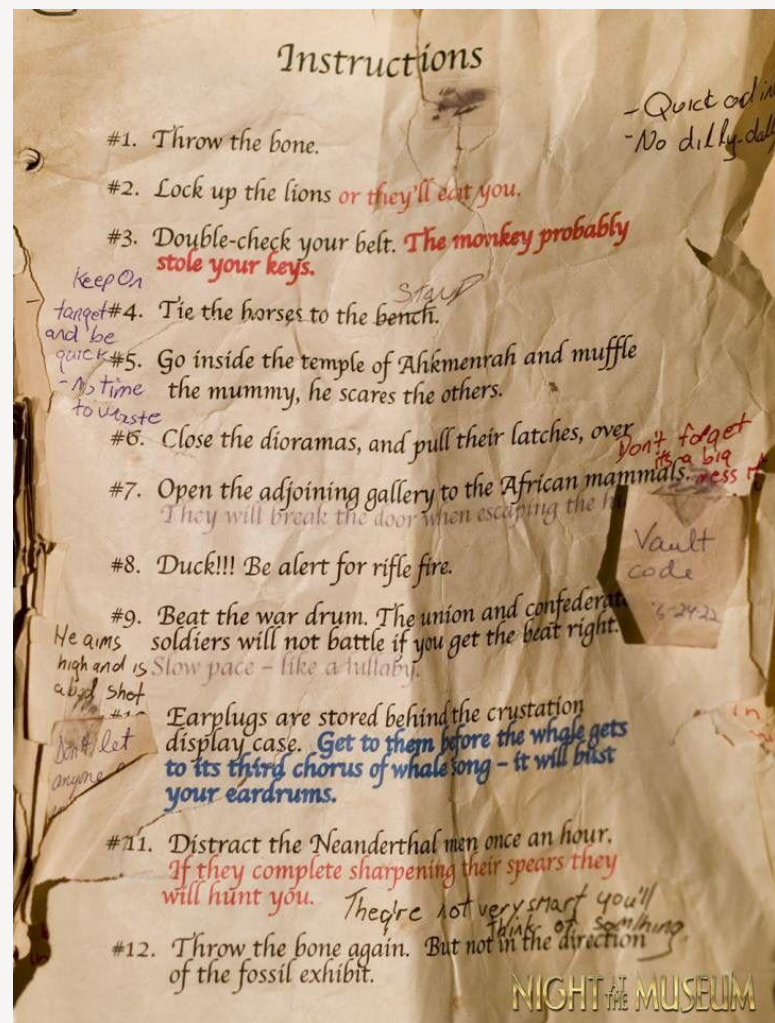 Instructions
- Quick
- No dilly-dally
#1. Throw the bone.
#2. Lock up the lions or they'll eat you.
#3. Double-check your belt. The monkey probably
stole your keys.
Keep On
target
and be
quick
- No time
to waste
#4. Tie the horses to the bench.
#5. Go inside the temple of Ahkmenrah and muffle
the mummy, he scares the others.
#6. Close the dioramas, and pull their latches, over
Don't forget
its a big
mess if
#7. Open the adjoining gallery to the African mammals.
They will break the door when escaping the
Vault
code
#8. Duck!!! Be alert for rifle fire.
#9. Beat the war drum. The union and confederat
soldiers will not battle if you get the beat right.
Slow pace – like a lullaby.
He aims
high and is
a bad shot
Earplugs are stored behind the crustation
display case. Get to them before the whale gets
to its third chorus of whale song – it will bust
your eardrums.
Don't let
anyone
#11. Distract the Neanderthal men once an hour.
If they complete sharpening their spears they
will hunt you.
They're not very smart you'll
think of somthing
#12. Throw the bone again. But not in the direction
of the fossil exhibit.
NIGHT AT THE MUSEUM